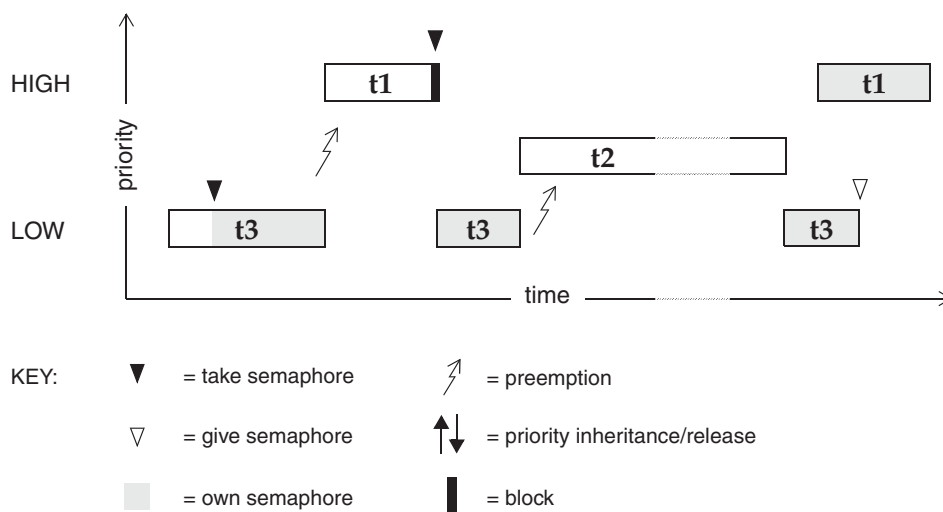 HIGH
t1
t1
priority
t2
LOW
t3
t3
t3
time
KEY:
= take semaphore
= preemption
= give semaphore
= priority inheritance/release
= own semaphore
= block